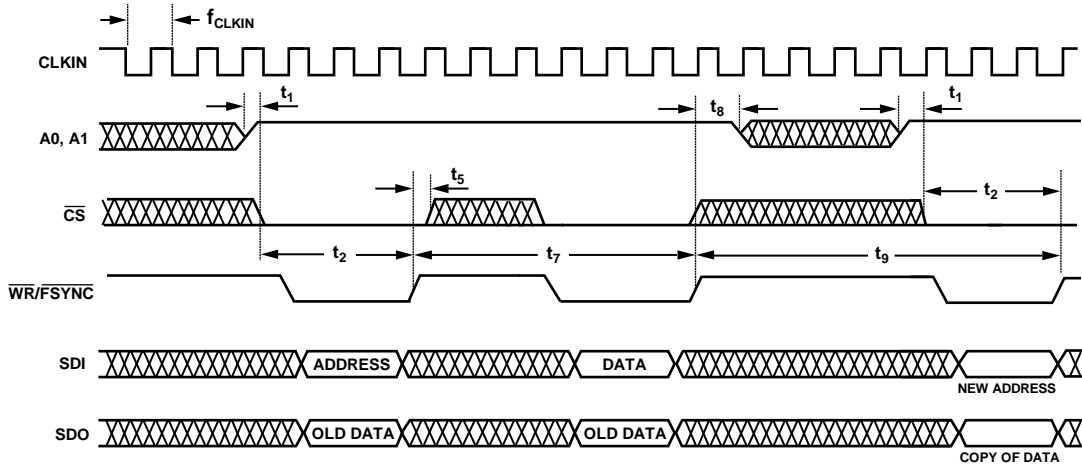 fCLKIN
CLKIN
t1
t8
t1
A0, A1
t5
t2
CS
t2
t7
t9
WR/FSYNC
SDI
ADDRESS
DATA
NEW ADDRESS
SDO
OLD DATA
OLD DATA
COPY OF DATA